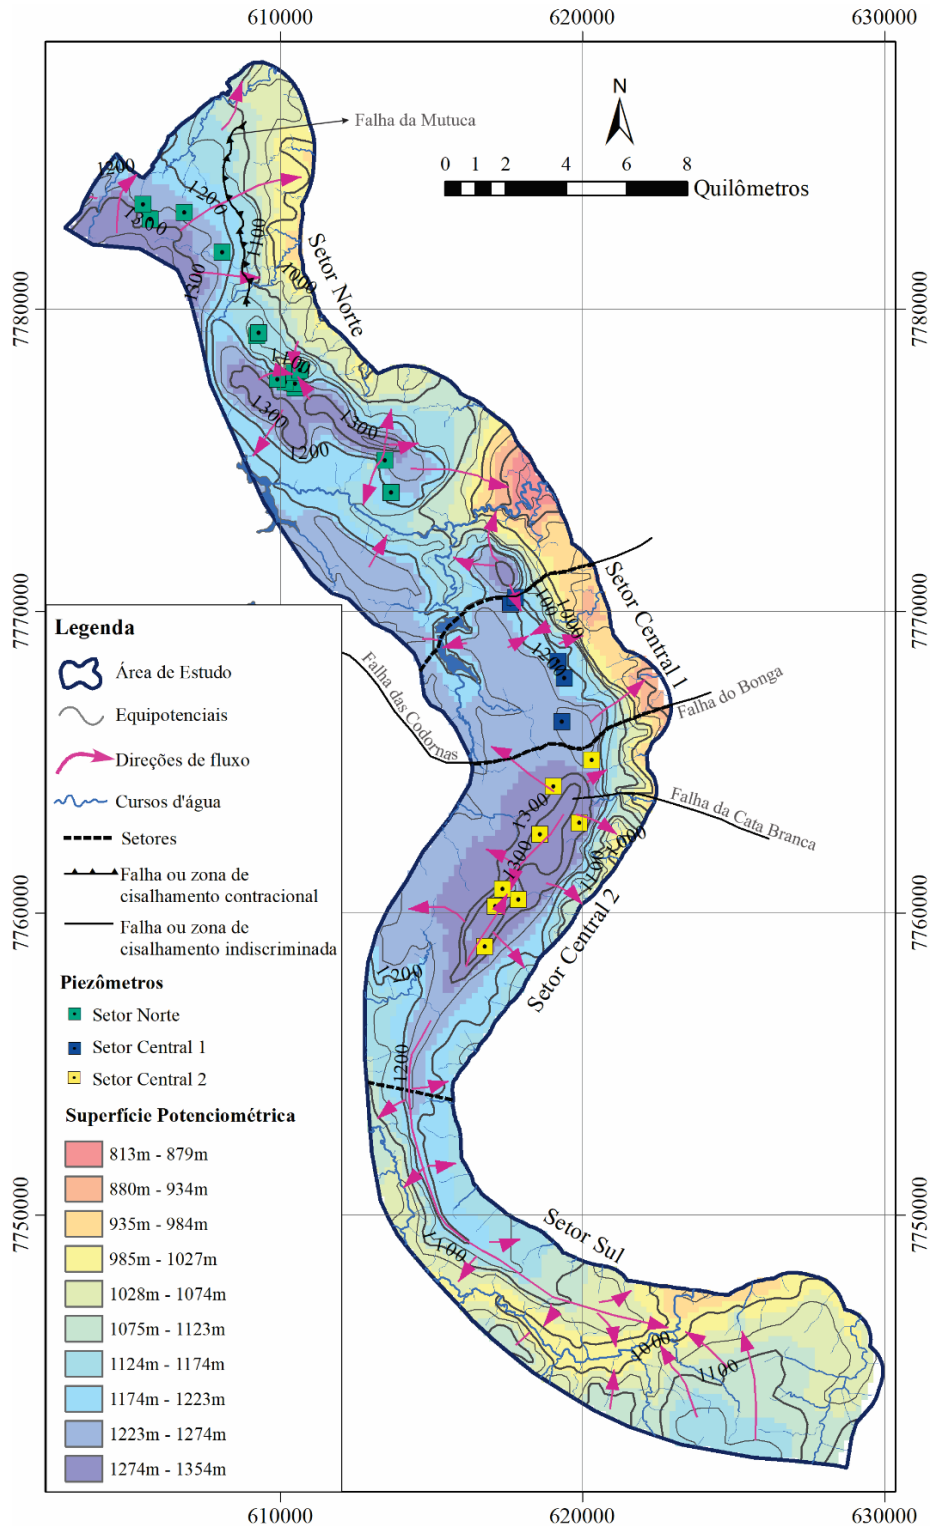 610000
620000
630000
N
Falha da Mutuca
0 1 2 4 6 8
Quilômetros
1200
1200
1300
1100
1300
1000
Setor Norte
7780000
7780000
1100
1300
1300
1200
7770000
7770000
Setor Central 1
1100
1000
1200
Falha das Codornas
Falha do Bonga
Falha da Cata Branca
1300
1300
1000
1100
7760000
7760000
Setor Central 2
1200
1200
7750000
7750000
Setor Sul
1100
1000
1100
Legenda
Área de Estudo
Equipotenciais
Direções de fluxo
Cursos d'água
Setores
Falha ou zona de
cisalhamento contracional
Falha ou zona de
cisalhamento indiscriminada
Piezômetros
Setor Norte
Setor Central 1
Setor Central 2
Superfície Potenciométrica
813m - 879m
880m - 934m
935m - 984m
985m - 1027m
1028m - 1074m
1075m - 1123m
1124m - 1174m
1174m - 1223m
1223m - 1274m
1274m - 1354m
610000
620000
630000